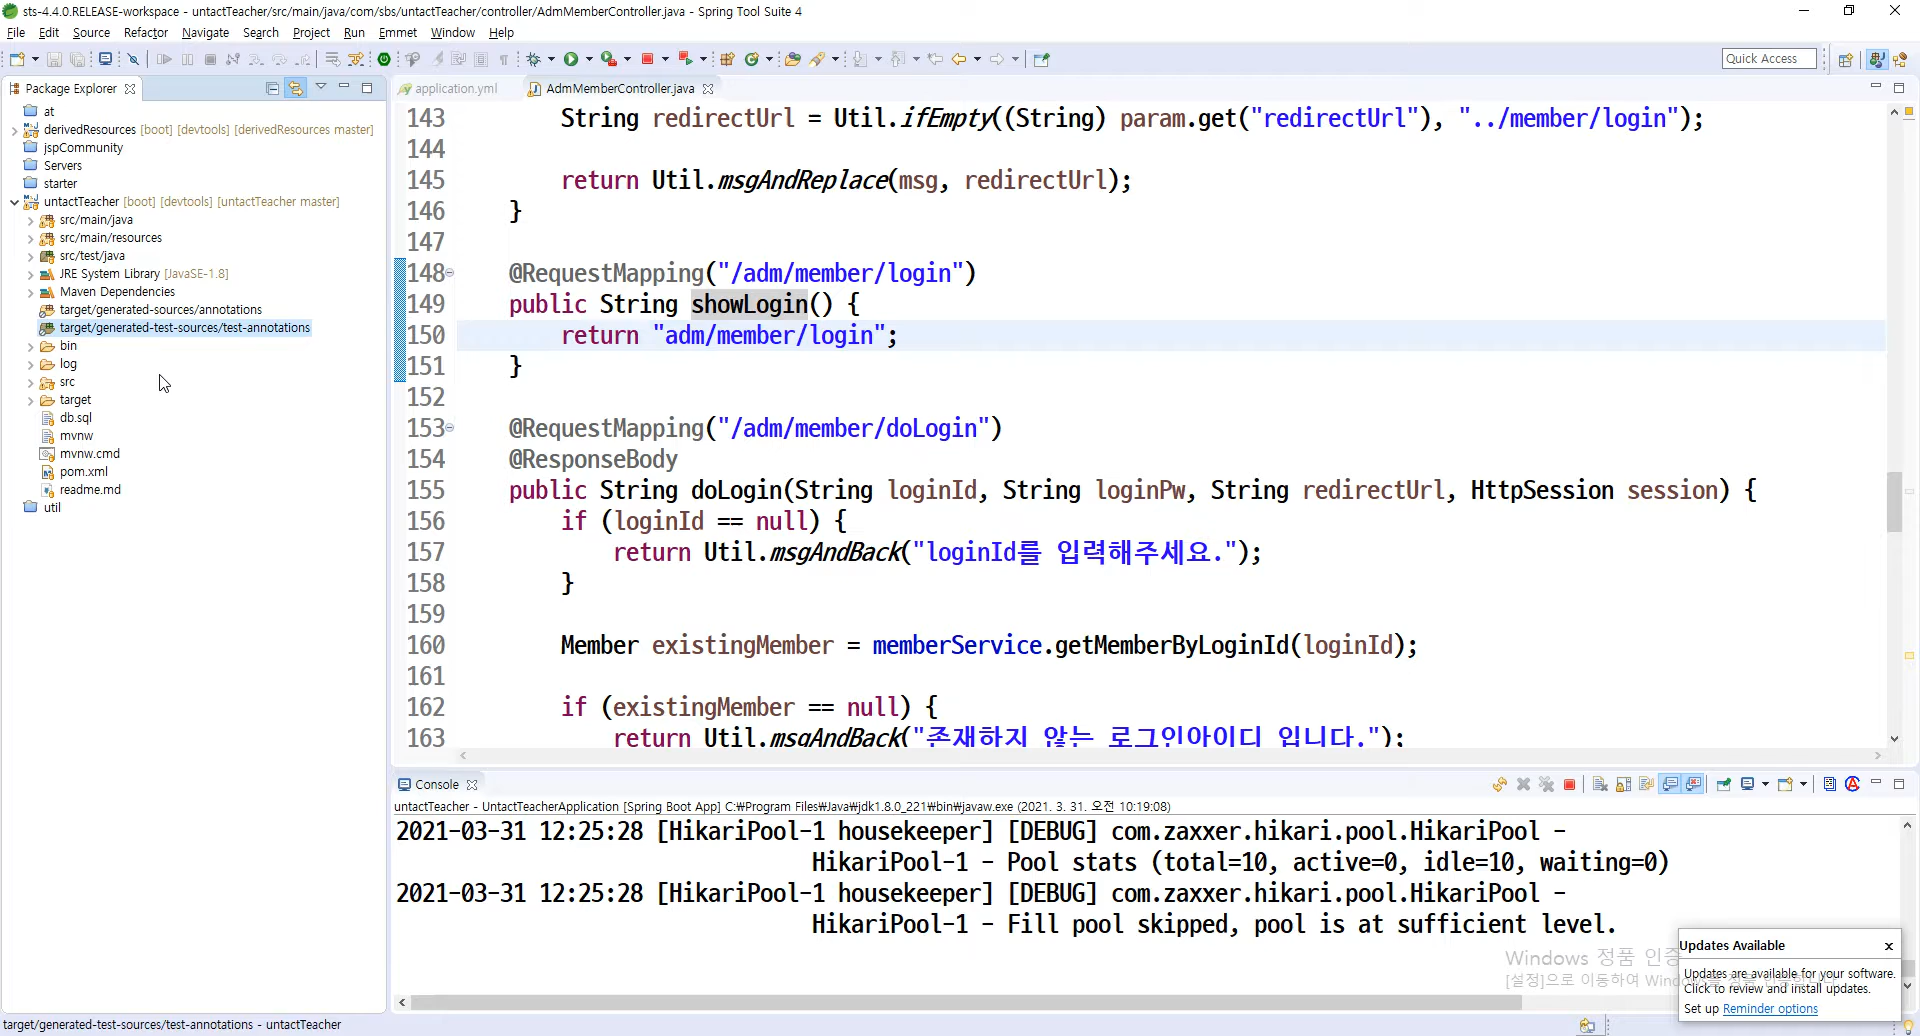 sts-4.4.0.RELEASE-workspace - untactTeacher/src/main/java/com/sbs/untactTeacher/controller/AdmMemberController.java - Spring Tool Suite 4
File Edit Source Refactor Navigate Search Project Run Emmet Window Help
Quick Access
Package Explorer
application.yml
AdmMemberController.java
at
derivedResources [boot] [devtools] [derivedResources master]
jspCommunity
Servers
starter
untactTeacher [boot] [devtools] [untactTeacher master]
src/main/java
src/main/resources
src/test/java
JRE System Library [JavaSE-1.8]
Maven Dependencies
target/generated-sources/annotations
target/generated-test-sources/test-annotations
bin
log
src
target
db.sql
mvnw
mvnw.cmd
pom.xml
readme.md
util
143 String redirectUrl = Util.ifEmpty((String) param.get("redirectUrl"), "../member/login");
144
145 return Util.msgAndReplace(msg, redirectUrl);
146 }
147
148 @RequestMapping("/adm/member/login")
149 public String showLogin() {
150 return "adm/member/login";
151 }
152
153 @RequestMapping("/adm/member/doLogin")
154 @ResponseBody
155 public String doLogin(String loginId, String loginPw, String redirectUrl, HttpSession session) {
156 if (loginId == null) {
157 return Util.msgAndBack("loginId를 입력해주세요.");
158 }
159
160 Member existingMember = memberService.getMemberByLoginId(loginId);
161
162 if (existingMember == null) {
163 return Util.msgAndBack("존재하지 않는 로그인아이디 입니다.");
Console
untactTeacher - UntactTeacherApplication [Spring Boot App] C:₩Program Files₩Java₩jdk1.8.0_221₩bin₩javaw.exe (2021. 3. 31. 오전 10:19:08)
2021-03-31 12:25:28 [HikariPool-1 housekeeper] [DEBUG] com.zaxxer.hikari.pool.HikariPool -
HikariPool-1 - Pool stats (total=10, active=0, idle=10, waiting=0)
2021-03-31 12:25:28 [HikariPool-1 housekeeper] [DEBUG] com.zaxxer.hikari.pool.HikariPool -
HikariPool-1 - Fill pool skipped, pool is at sufficient level.
Windows 정품 인증
[설정]으로 이동하여
Updates Available
Updates are available for your software.
Click to review and install updates.
Set up Reminder options
target/generated-test-sources/test-annotations - untactTeacher